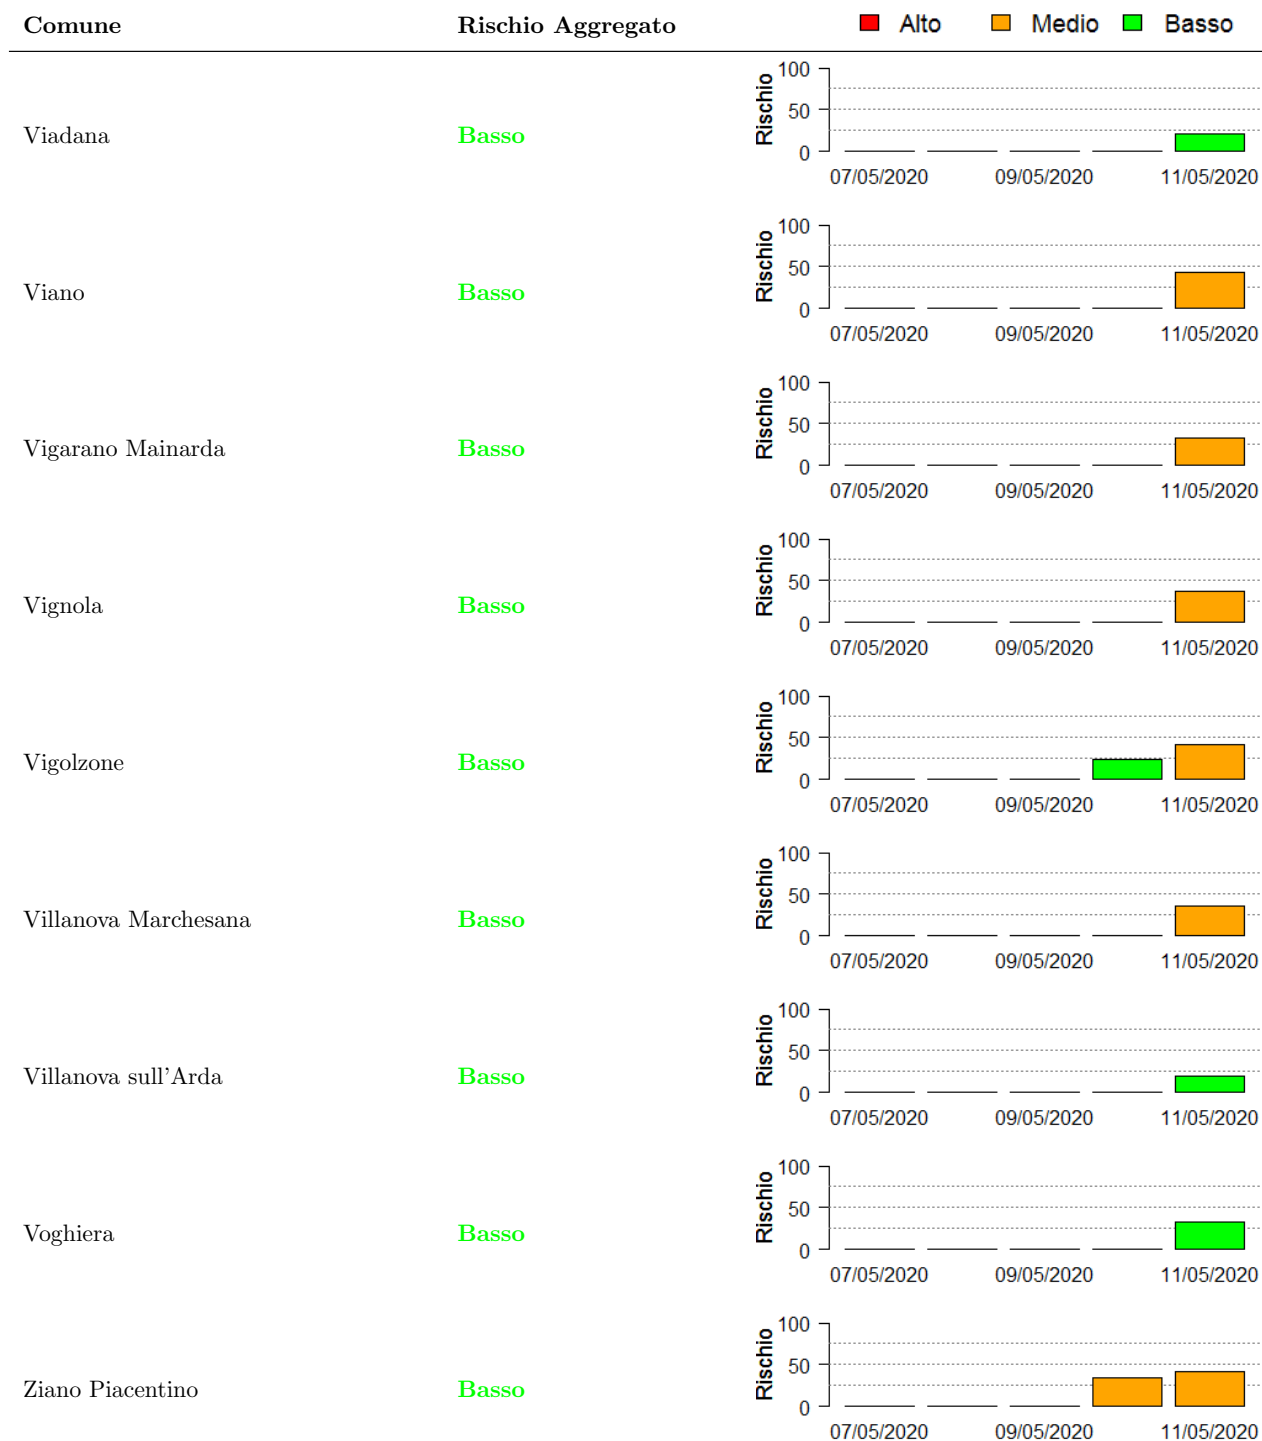 Comune Rischio Aggregato Alto Medio Basso
100
50
0
Rischio
Viadana Basso
07/05/2020 09/05/2020 11/05/2020
100
50
0
Rischio
Viano Basso
07/05/2020 09/05/2020 11/05/2020
100
50
0
Rischio
Vigarano Mainarda Basso
07/05/2020 09/05/2020 11/05/2020
100
50
0
Rischio
Vignola Basso
07/05/2020 09/05/2020 11/05/2020
100
50
0
Rischio
Vigolzone Basso
07/05/2020 09/05/2020 11/05/2020
100
50
0
Rischio
Villanova Marchesana Basso
07/05/2020 09/05/2020 11/05/2020
100
50
0
Rischio
Villanova sull'Arda Basso
07/05/2020 09/05/2020 11/05/2020
100
50
0
Rischio
Voghiera Basso
07/05/2020 09/05/2020 11/05/2020
100
50
0
Rischio
Ziano Piacentino Basso
07/05/2020 09/05/2020 11/05/2020